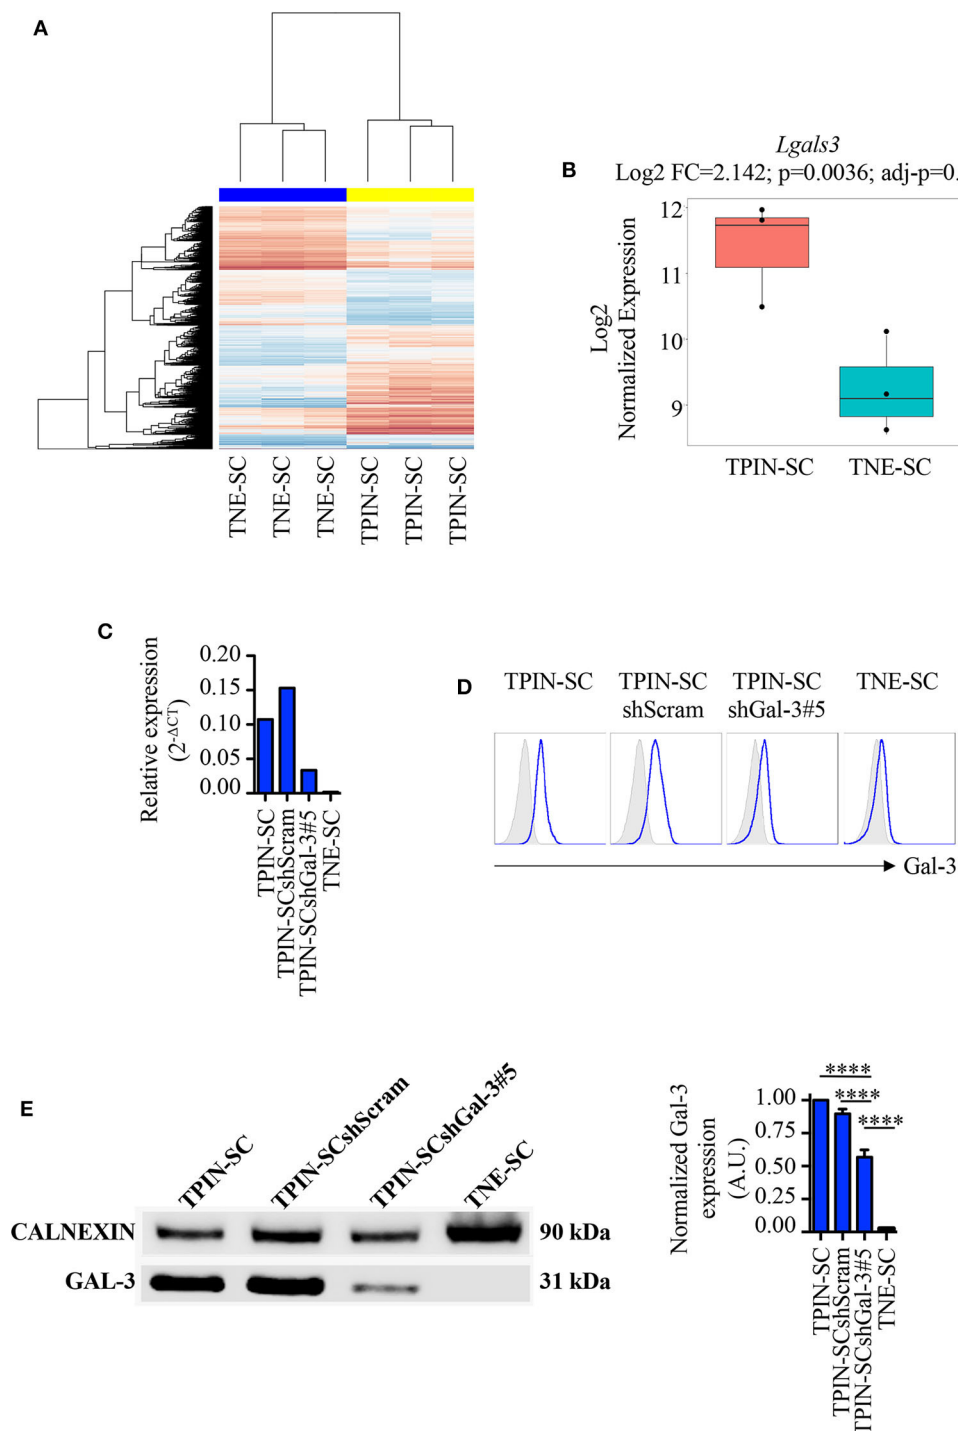 A
TNE-SC
TNE-SC
TNE-SC
TPIN-SC
TPIN-SC
TPIN-SC
B
Lgals3
Log2 FC=2.142; p=0.0036; adj-p=0.
Log2
Normalized Expression
12
11
10
9
TPIN-SC
TNE-SC
C
Relative expression
(2-ΔCT)
0.20
0.15
0.10
0.05
0.00
TPIN-SC
TPIN-SCshScram
TPIN-SCshGal-3#5
TNE-SC
D
TPIN-SC
TPIN-SC
shScram
TPIN-SC
shGal-3#5
TNE-SC
Gal-3
E
TPIN-SC
TPIN-SCshScram
TPIN-SCshGal-3#5
TNE-SC
CALNEXIN
90 kDa
GAL-3
31 kDa
Normalized Gal-3
expression
(A.U.)
****
****
****
1.00
0.75
0.50
0.25
0.00
TPIN-SC
TPIN-SCshScram
TPIN-SCshGal-3#5
TNE-SC